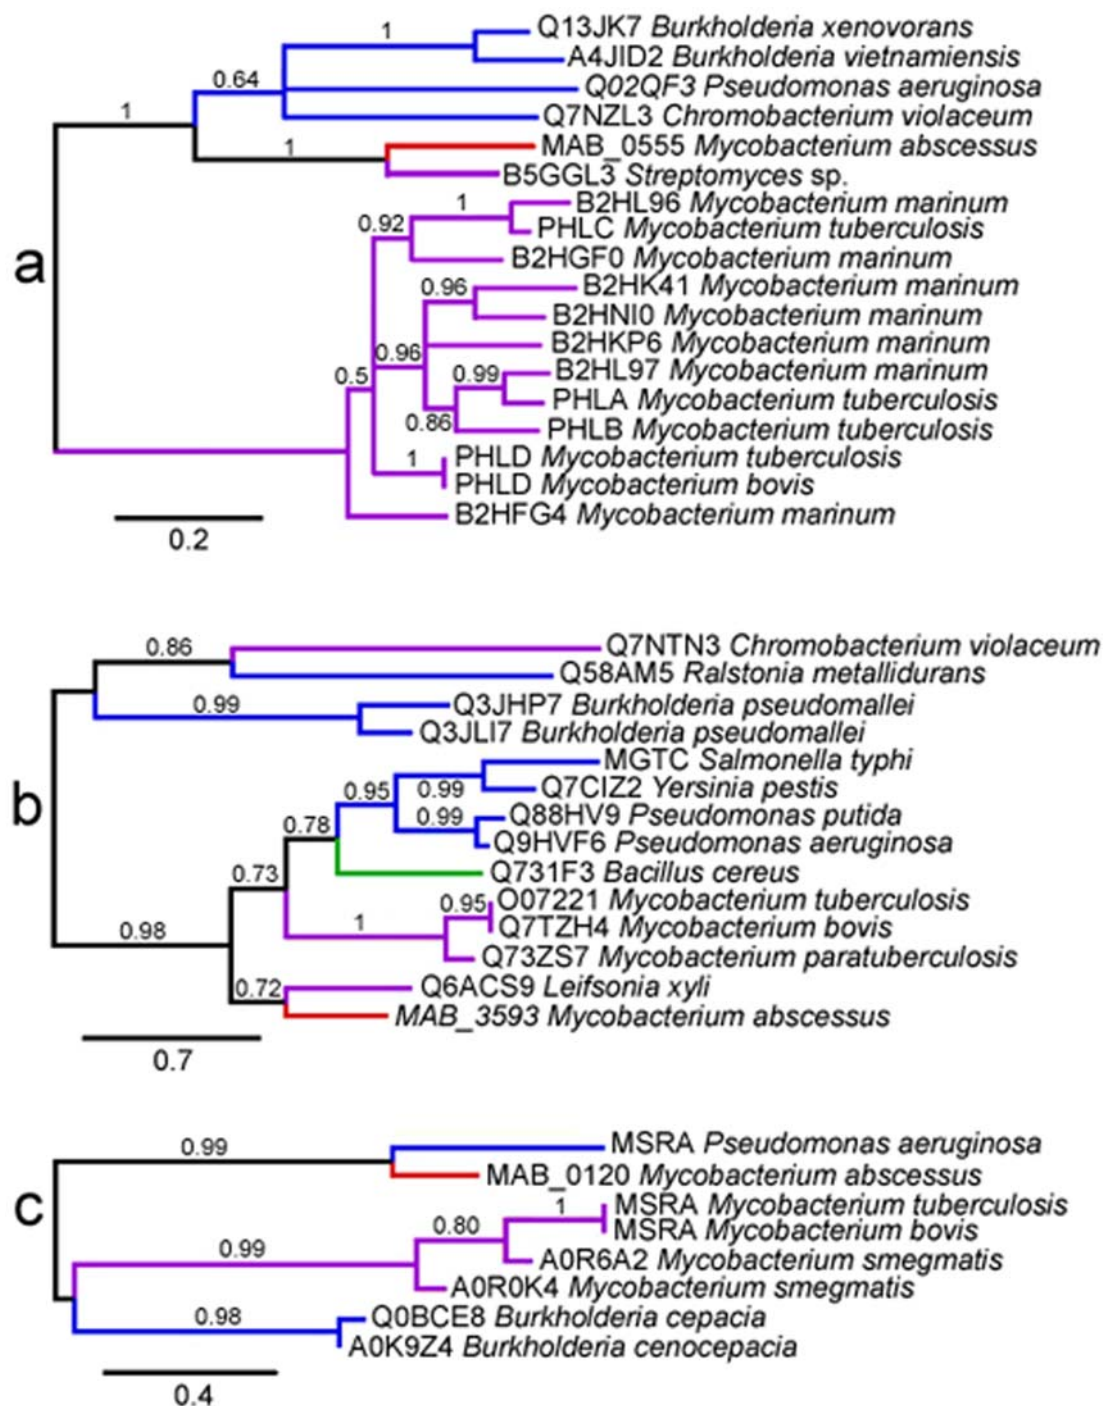 1
Q13JK7 Burkholderia xenovorans
A4JID2 Burkholderia vietnamiensis
0.64
Q02QF3 Pseudomonas aeruginosa
1
Q7NZL3 Chromobacterium violaceum
1
MAB_0555 Mycobacterium abscessus
B5GGL3 Streptomyces sp.
1
B2HL96 Mycobacterium marinum
0.92
PHLC Mycobacterium tuberculosis
a
B2HGF0 Mycobacterium marinum
0.96
B2HK41 Mycobacterium marinum
B2HNI0 Mycobacterium marinum
0.96
B2HKP6 Mycobacterium marinum
0.5
0.99
B2HL97 Mycobacterium marinum
PHLA Mycobacterium tuberculosis
0.86
PHLB Mycobacterium tuberculosis
1
PHLD Mycobacterium tuberculosis
PHLD Mycobacterium bovis
B2HFG4 Mycobacterium marinum
0.2
0.86
Q7NTN3 Chromobacterium violaceum
Q58AM5 Ralstonia metallidurans
0.99
Q3JHP7 Burkholderia pseudomallei
Q3JLI7 Burkholderia pseudomallei
MGTC Salmonella typhi
b
0.95
0.99
Q7CIZ2 Yersinia pestis
0.78
0.99
Q88HV9 Pseudomonas putida
Q9HVF6 Pseudomonas aeruginosa
0.73
Q731F3 Bacillus cereus
0.95
O07221 Mycobacterium tuberculosis
1
Q7TZH4 Mycobacterium bovis
0.98
Q73ZS7 Mycobacterium paratuberculosis
0.72
Q6ACS9 Leifsonia xyli
MAB_3593 Mycobacterium abscessus
0.7
0.99
MSRA Pseudomonas aeruginosa
MAB_0120 Mycobacterium abscessus
c
1
MSRA Mycobacterium tuberculosis
0.80
MSRA Mycobacterium bovis
0.99
A0R6A2 Mycobacterium smegmatis
A0R0K4 Mycobacterium smegmatis
0.98
Q0BCE8 Burkholderia cepacia
A0K9Z4 Burkholderia cenocepacia
0.4